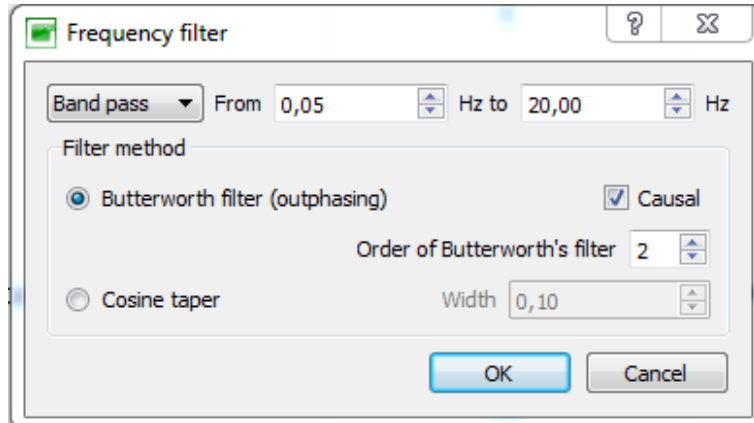 Frequency filter
Band pass From 0,05 Hz to 20,00 Hz
Filter method
Butterworth filter (outphasing) Causal
Order of Butterworth's filter 2
Cosine taper Width 0,10
OK Cancel